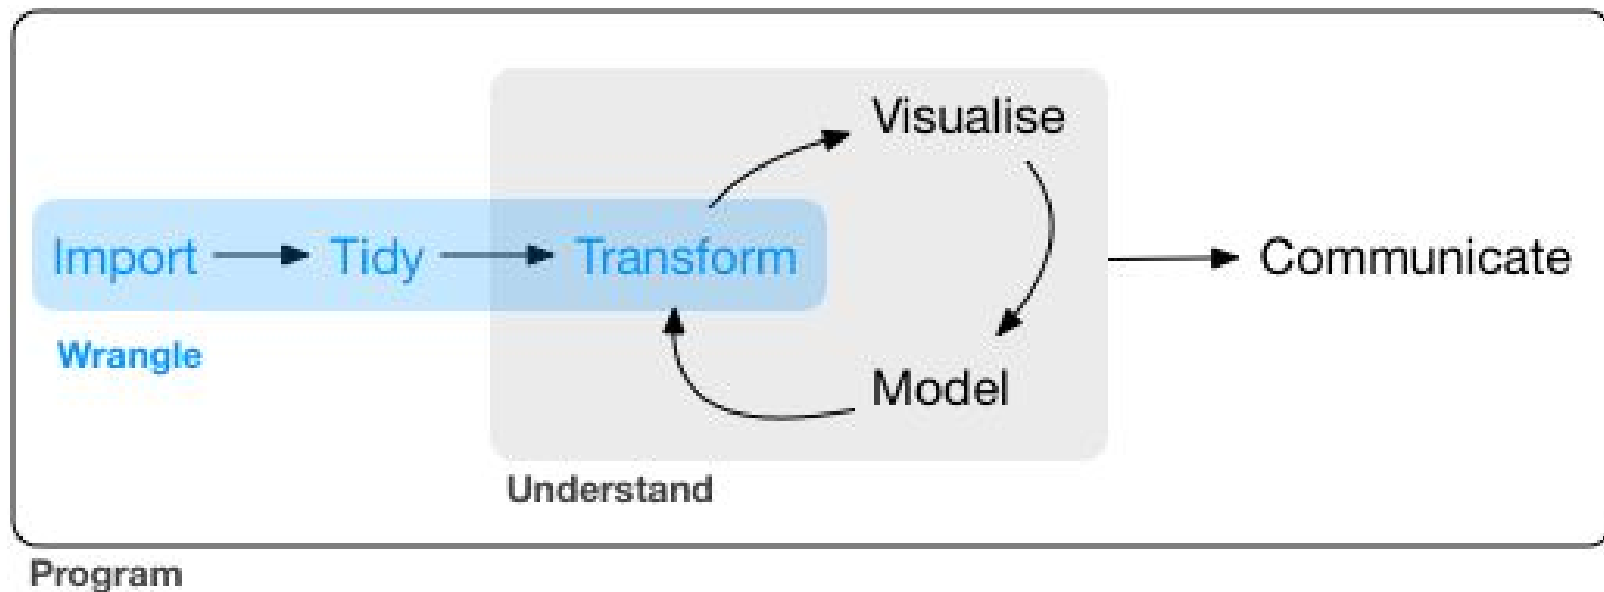 Visualise
Import
Tidy
Transform
Communicate
Wrangle
Model
Understand
Program